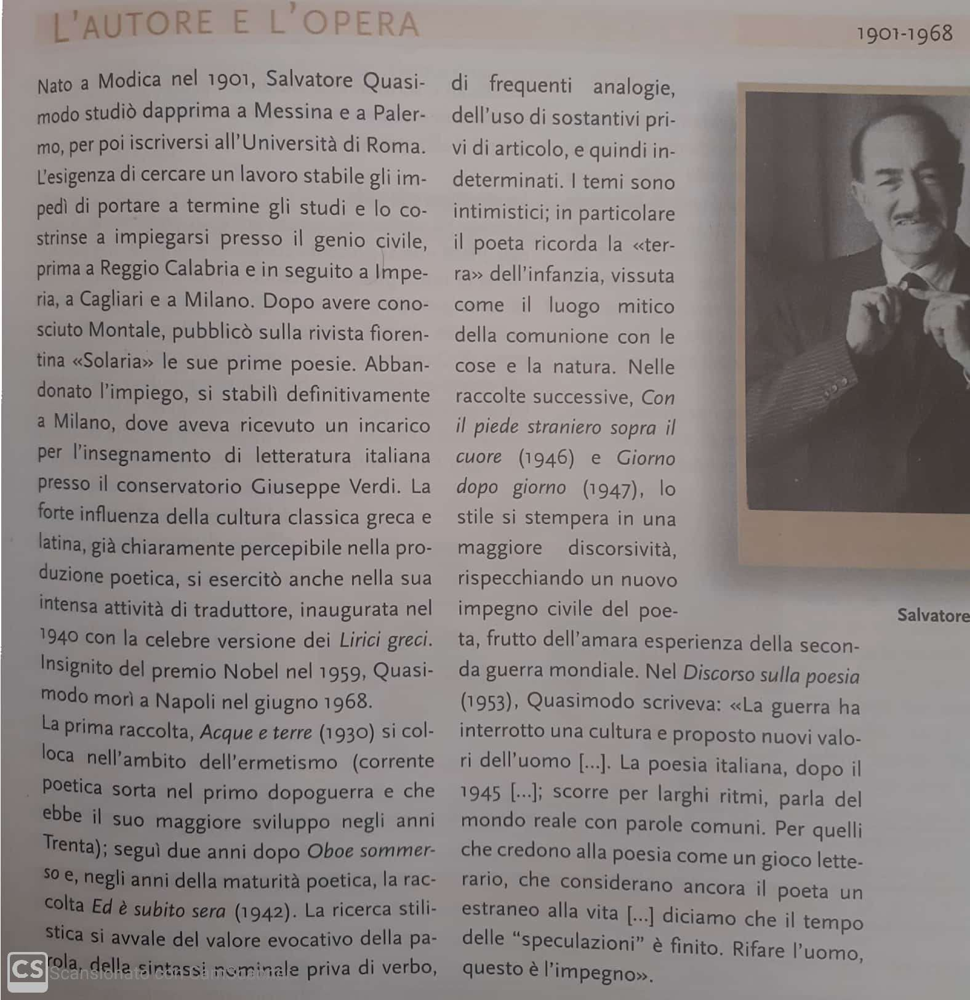 L'AUTORE E L'OPERA
1901-1968
Nato a Modica nel 1901, Salvatore Quasi-
modo studiò dapprima a Messina e a Paler-
mo, per poi iscriversi all'Università di Roma.
L'esigenza di cercare un lavoro stabile gli im-
pedì di portare a termine gli studi e lo co-
strinse a impiegarsi presso il genio civile,
prima a Reggio Calabria e in seguito a Impe-
ria, a Cagliari e a Milano. Dopo avere cono-
sciuto Montale, pubblicò sulla rivista fioren-
tina «Solaria» le sue prime poesie. Abban-
donato l'impiego, si stabilì definitivamente
a Milano, dove aveva ricevuto un incarico
per l'insegnamento di letteratura italiana
presso il conservatorio Giuseppe Verdi. La
forte influenza della cultura classica greca e
latina, già chiaramente percepibile nella pro-
duzione poetica, si esercitò anche nella sua
intensa attività di traduttore, inaugurata nel
1940 con la celebre versione dei Lirici greci.
Insignito del premio Nobel nel 1959, Quasi-
modo morì a Napoli nel giugno 1968.
La prima raccolta, Acque e terre (1930) si col-
loca nell'ambito dell'ermetismo (corrente
poetica sorta nel primo dopoguerra e che
ebbe il suo maggiore sviluppo negli anni
Trenta); seguì due anni dopo Oboe sommer-
so e, negli anni della maturità poetica, la rac-
colta Ed è subito sera (1942). La ricerca stili-
stica si avvale del valore evocativo della pa-
rola, della sintassi nominale priva di verbo,
di frequenti analogie,
dell'uso di sostantivi pri-
vi di articolo, e quindi in-
determinati. I temi sono
intimistici; in particolare
il poeta ricorda la «ter-
ra» dell'infanzia, vissuta
come il luogo mitico
della comunione con le
cose e la natura. Nelle
raccolte successive, Con
il piede straniero sopra il
cuore (1946) e Giorno
dopo giorno (1947), lo
stile si stempera in una
maggiore discorsività,
rispecchiando un nuovo
impegno civile del poe-
ta, frutto dell'amara esperienza della secon-
da guerra mondiale. Nel Discorso sulla poesia
(1953), Quasimodo scriveva: «La guerra ha
interrotto una cultura e proposto nuovi valo-
ri dell'uomo [...]. La poesia italiana, dopo il
1945 [...]; scorre per larghi ritmi, parla del
mondo reale con parole comuni. Per quelli
che credono alla poesia come un gioco lette-
rario, che considerano ancora il poeta un
estraneo alla vita [...] diciamo che il tempo
delle "speculazioni" è finito. Rifare l'uomo,
questo è l'impegno».
Salvatore
CS Scansionato con CamScanner